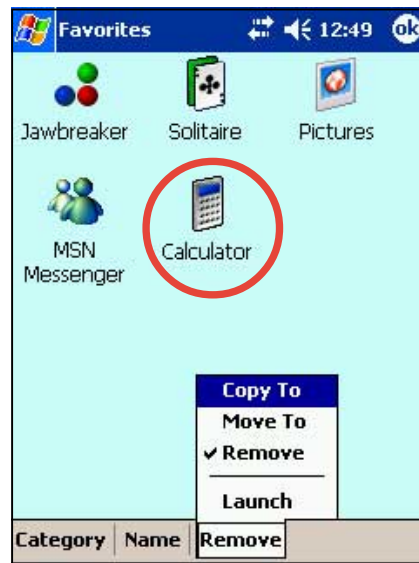 Favorites 12:49 ok
Jawbreaker Solitaire Pictures
MSN Messenger
Calculator
Copy To
Move To
Remove
Launch
Category Name Remove